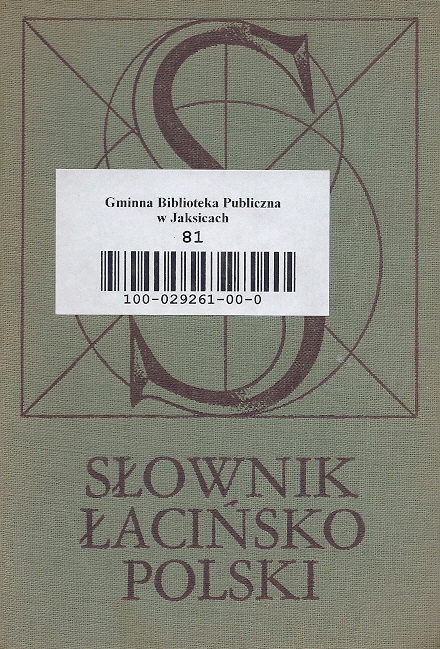 S
Gminna Biblioteka Publiczna
w Jaksicach
81
100-029261-00-0
SŁOWNIK
ŁACIŃSKO
POLSKI